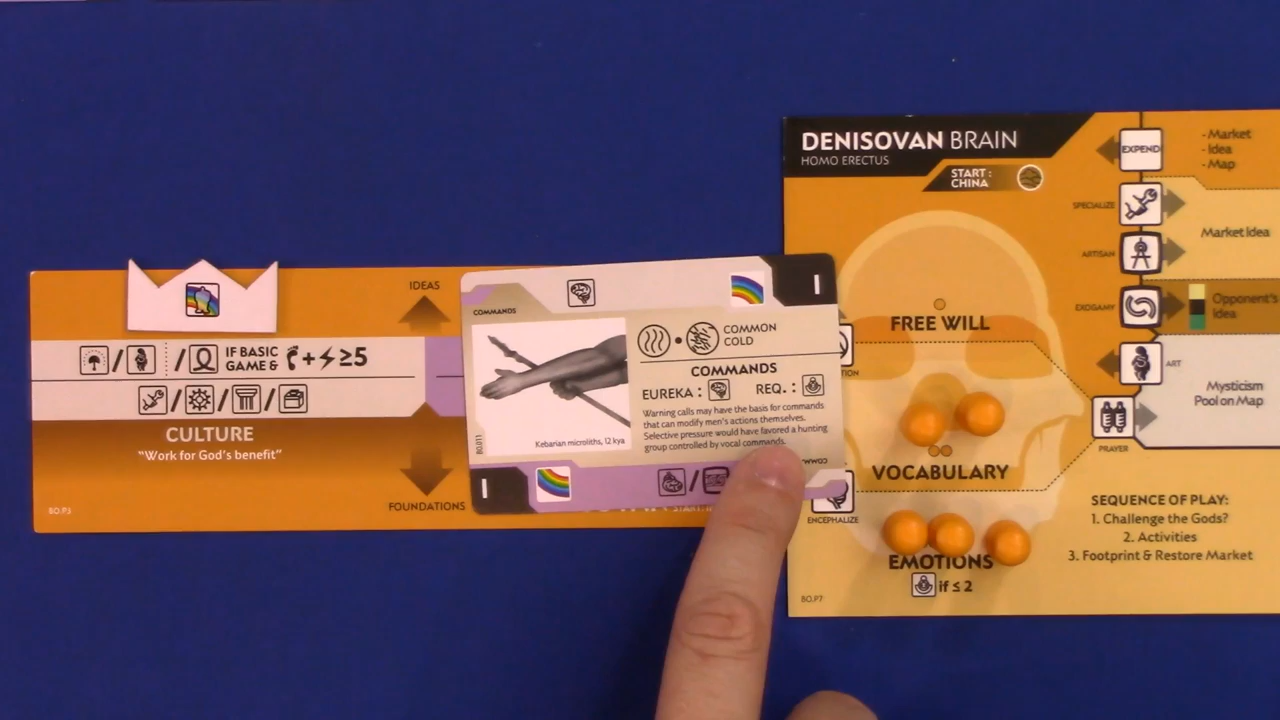 IDEAS
IF BASIC
GAME & + ≥5
CULTURE
"Work for God's benefit"
FOUNDATIONS
BO.P3
COMMANDS
I
COMMON
COLD
COMMANDS
EUREKA : REQ. :
Warning calls may have the basis for commands
that can modify men's actions themselves.
Selective pressure would have favored a hunting
group controlled by vocal commands.
Kebarian microliths, 12 kya
BO.011
I
COMMANDS
DENISOVAN BRAIN
HOMO ERECTUS
START :
CHINA
FREE WILL
VOCABULARY
EMOTIONS
if ≤ 2
ENCEPHALIZE
BO.P7
EXPEND
- Market
- Idea
- Map
SPECIALIZE
Market Idea
ARTISAN
EXOGAMY
Opponent's
Idea
ART
Mysticism
Pool on Map
PRAYER
SEQUENCE OF PLAY:
1. Challenge the Gods?
2. Activities
3. Footprint & Restore Market